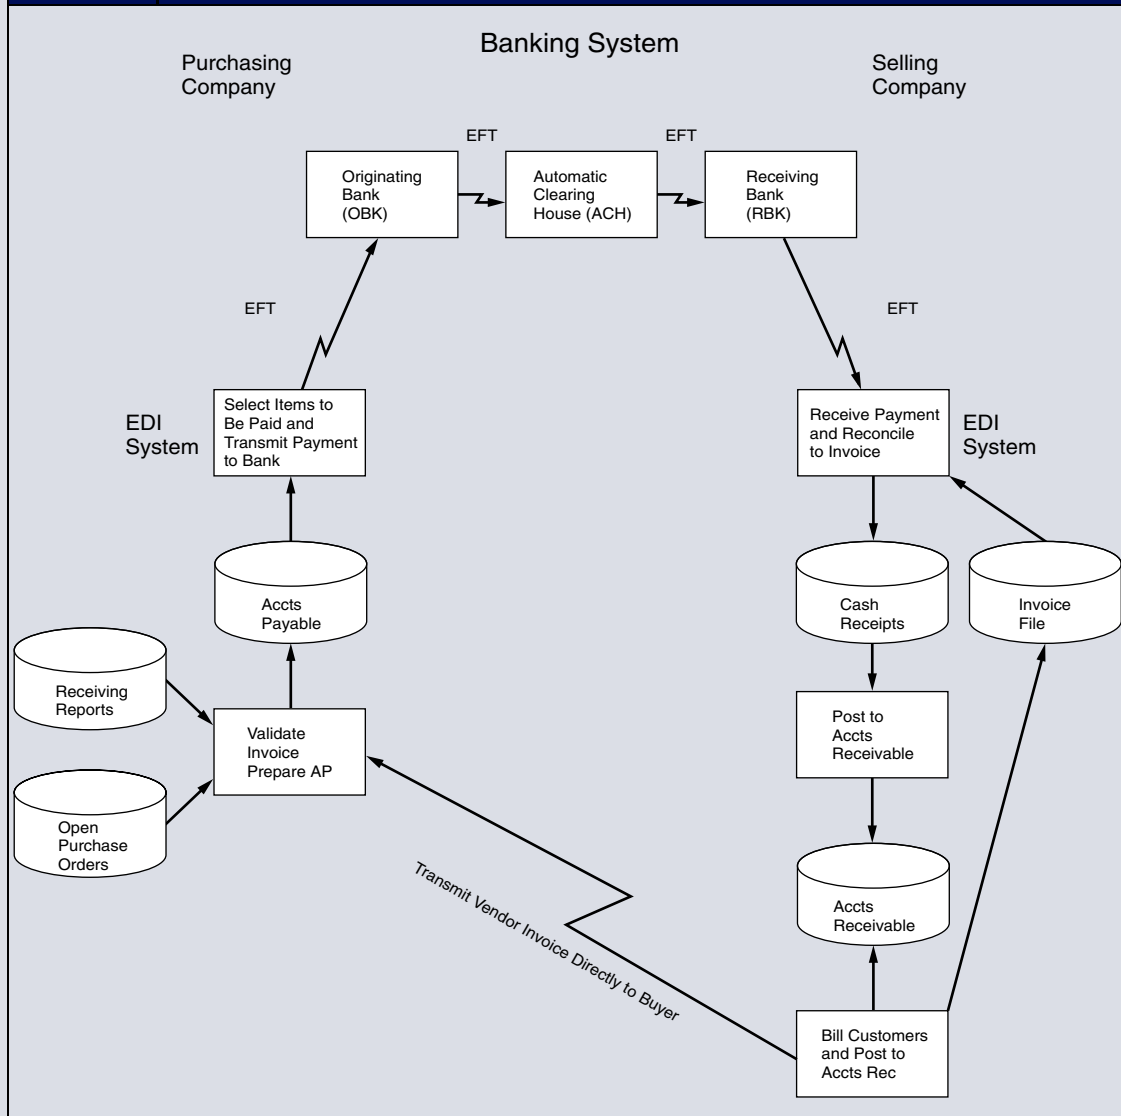 Banking System
Purchasing
Company
Selling
Company
EFT
EFT
Originating
Bank
(OBK)
Automatic
Clearing
House (ACH)
Receiving
Bank
(RBK)
EFT
EFT
EDI
System
Select Items to
Be Paid and
Transmit Payment
to Bank
Receive Payment
and Reconcile
to Invoice
EDI
System
Accts
Payable
Cash
Receipts
Invoice
File
Receiving
Reports
Validate
Invoice
Prepare AP
Post to
Accts
Receivable
Open
Purchase
Orders
Transmit Vendor Invoice Directly to Buyer
Accts
Receivable
Bill Customers
and Post to
Accts Rec